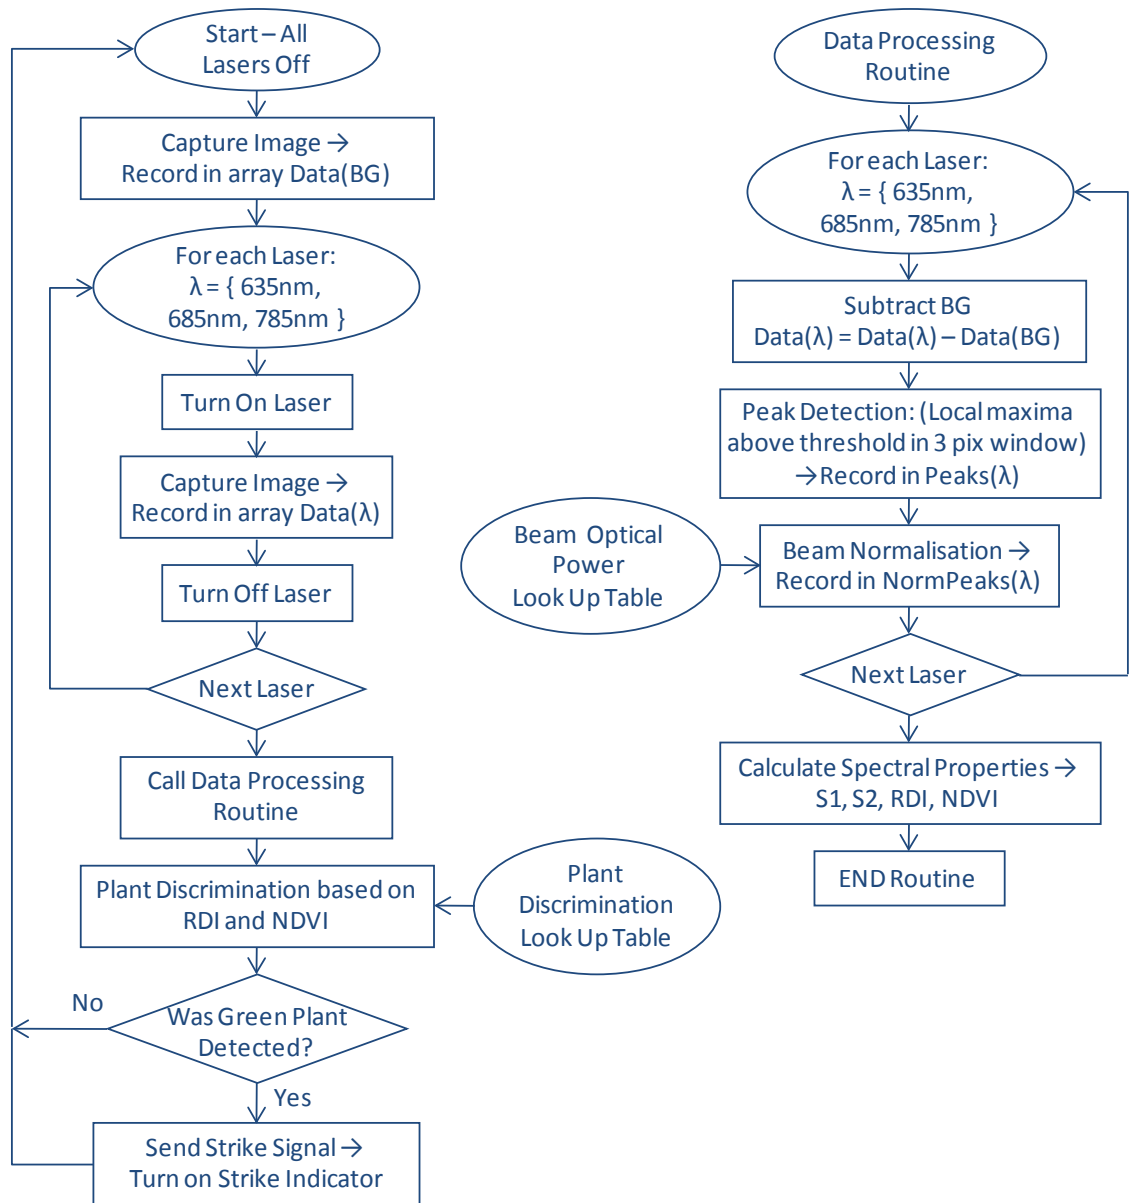 Start – All
Lasers Off
Capture Image →
Record in array Data(BG)
For each Laser:
λ = { 635nm,
685nm, 785nm }
Turn On Laser
Capture Image →
Record in array Data(λ)
Turn Off Laser
Next Laser
Call Data Processing
Routine
Plant Discrimination based on
RDI and NDVI
Plant
Discrimination
Look Up Table
Was Green Plant
Detected?
No
Yes
Send Strike Signal →
Turn on Strike Indicator
Data Processing
Routine
For each Laser:
λ = { 635nm,
685nm, 785nm }
Subtract BG
Data(λ) = Data(λ) – Data(BG)
Peak Detection: (Local maxima
above threshold in 3 pix window)
→Record in Peaks(λ)
Beam Optical
Power
Look Up Table
Beam Normalisation →
Record in NormPeaks(λ)
Next Laser
Calculate Spectral Properties →
S1, S2, RDI, NDVI
END Routine